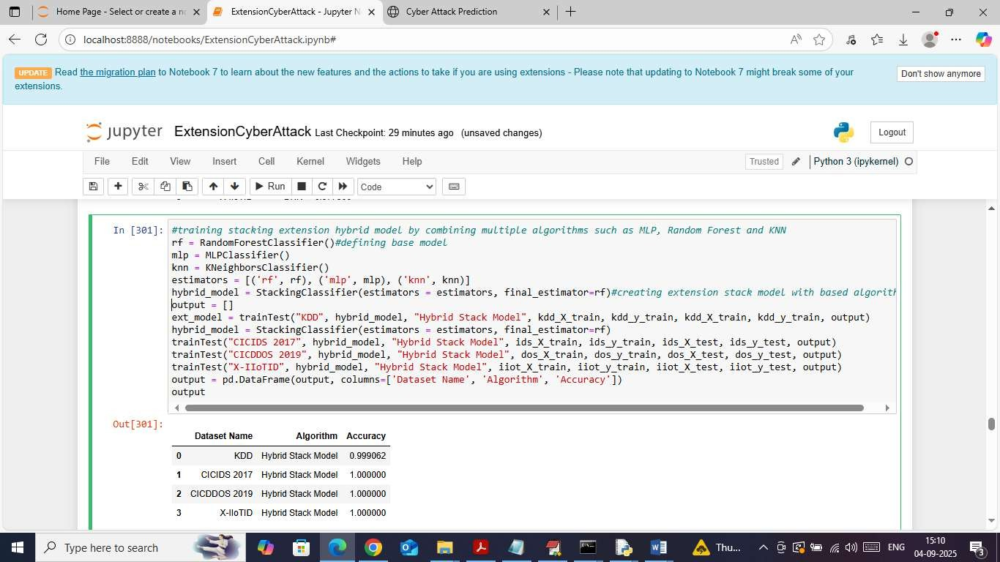 Home Page - Select or create a n
ExtensionCyberAttack - Jupyter N
Cyber Attack Prediction
localhost:8888/notebooks/ExtensionCyberAttack.ipynb#
UPDATE Read the migration plan to Notebook 7 to learn about the new features and the actions to take if you are using extensions - Please note that updating to Notebook 7 might break some of your
extensions.
Don't show anymore
jupyter ExtensionCyberAttack Last Checkpoint: 29 minutes ago (unsaved changes)
Logout
File Edit View Insert Cell Kernel Widgets Help
Trusted Python 3 (ipykernel)
Run Code
In [301]: #training stacking extension hybrid model by combining multiple algorithms such as MLP, Random Forest and KNN
rf = RandomForestClassifier()#defining base model
mlp = MLPClassifier()
knn = KNeighborsClassifier()
estimators = [('rf', rf), ('mlp', mlp), ('knn', knn)]
hybrid_model = StackingClassifier(estimators = estimators, final_estimator=rf)#creating extension stack model with based algorith
output = []
ext_model = trainTest("KDD", hybrid_model, "Hybrid Stack Model", kdd_X_train, kdd_y_train, kdd_X_train, kdd_y_train, output)
hybrid_model = StackingClassifier(estimators = estimators, final_estimator=rf)
trainTest("CICIDS 2017", hybrid_model, "Hybrid Stack Model", ids_X_train, ids_y_train, ids_X_test, ids_y_test, output)
trainTest("CICDDOS 2019", hybrid_model, "Hybrid Stack Model", dos_X_train, dos_y_train, dos_X_test, dos_y_test, output)
trainTest("X-IIoTID", hybrid_model, "Hybrid Stack Model", iiot_X_train, iiot_y_train, iiot_X_test, iiot_y_test, output)
output = pd.DataFrame(output, columns=['Dataset Name', 'Algorithm', 'Accuracy'])
output
Out[301]:
Dataset Name Algorithm Accuracy
0 KDD Hybrid Stack Model 0.999062
1 CICIDS 2017 Hybrid Stack Model 1.000000
2 CICDDOS 2019 Hybrid Stack Model 1.000000
3 X-IIoTID Hybrid Stack Model 1.000000
Type here to search
Thu...
ENG
15:10
04-09-2025
3